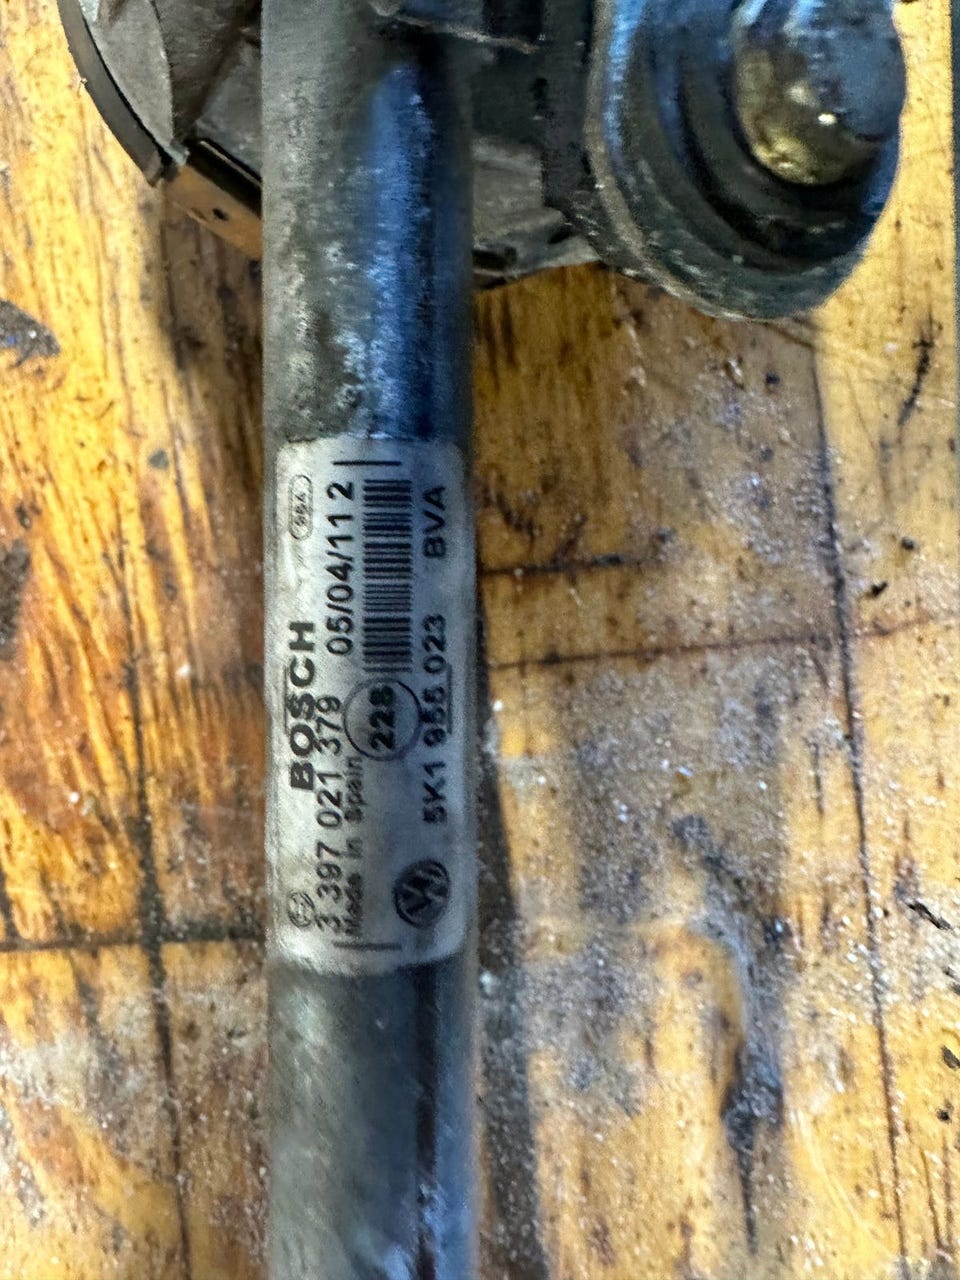 BOSCH
3 397 021 379
05/04/11 2
Made in Spain
228
5K1 955 023 BVA